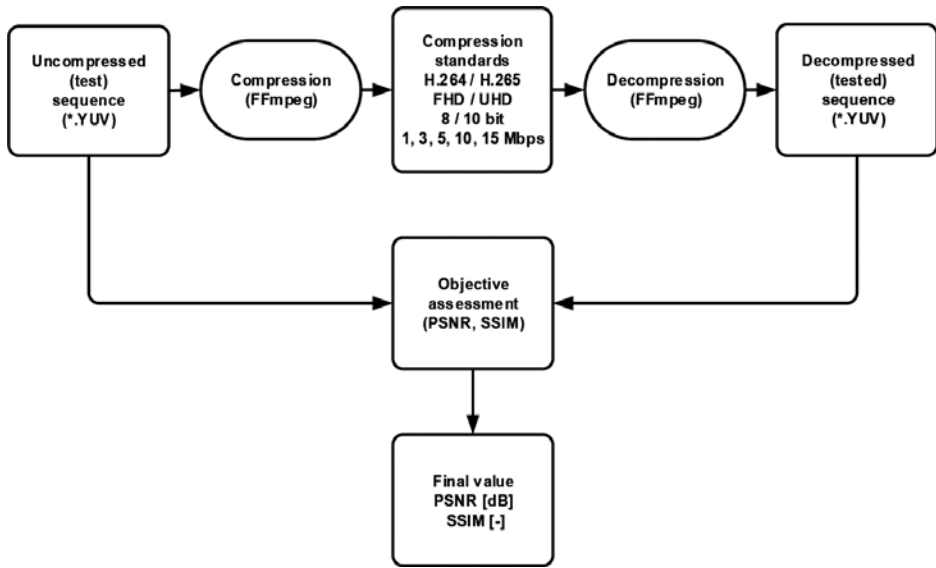 Uncompressed
(test)
sequence
(*.YUV)
Compression
(FFmpeg)
Compression
standards
H.264 / H.265
FHD / UHD
8 / 10 bit
1, 3, 5, 10, 15 Mbps
Decompression
(FFmpeg)
Decompressed
(tested)
sequence
(*.YUV)
Objective
assessment
(PSNR, SSIM)
Final value
PSNR [dB]
SSIM [-]